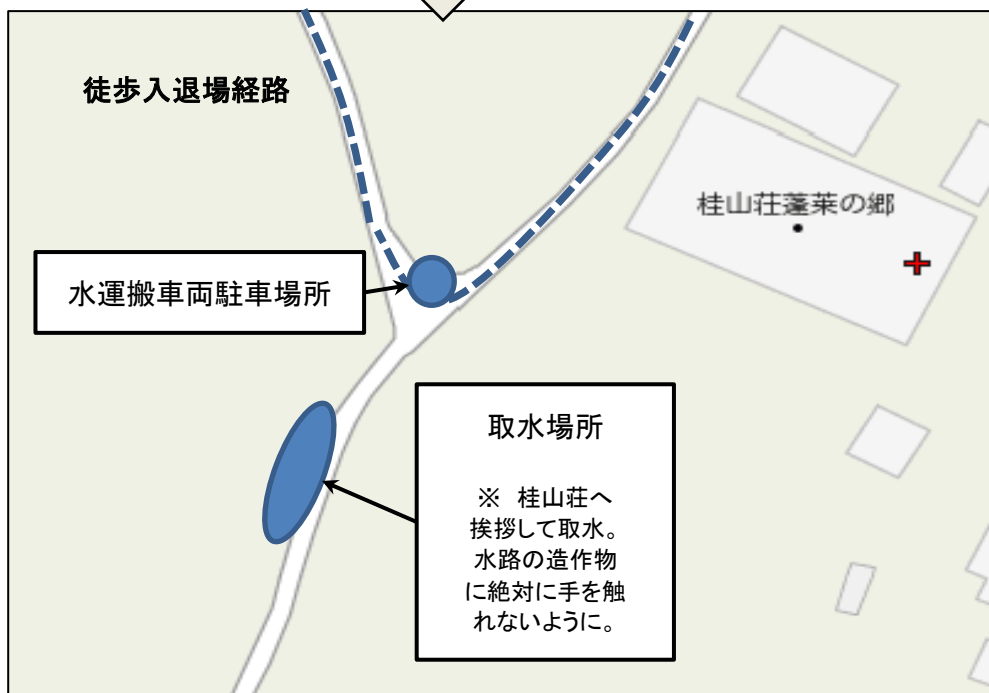 徒歩入退場経路
桂山荘蓬莱の郷
水運搬車両駐車場所
取水場所
※ 桂山荘へ
挨拶して取水。
水路の造作物
に絶対に手を触
れないように。